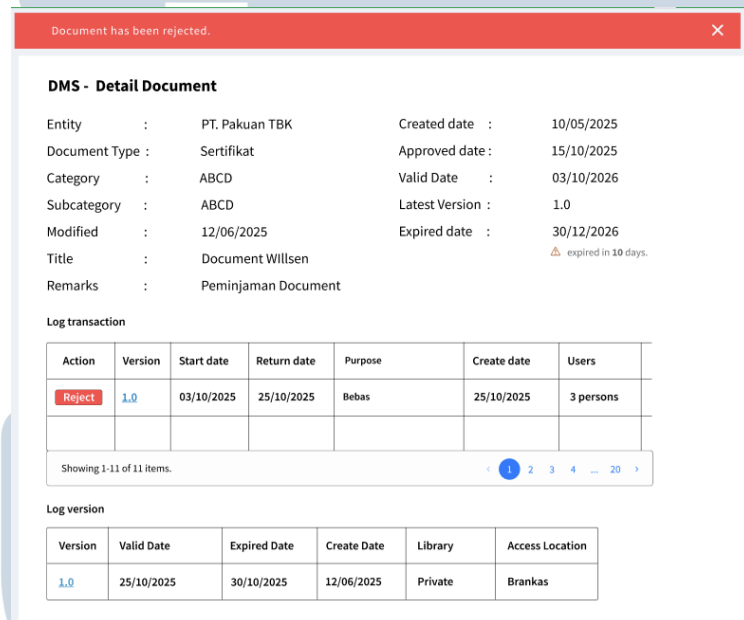 Document has been rejected.
DMS - Detail Document
Entity : PT. Pakuan TBK
Created date : 10/05/2025
Document Type : Sertifikat
Approved date : 15/10/2025
Category : ABCD
Valid Date : 03/10/2026
Subcategory : ABCD
Latest Version : 1.0
Modified : 12/06/2025
Expired date : 30/12/2026
expired in 10 days.
Title : Document WIllsen
Remarks : Peminjaman Document
Log transaction
Action Version Start date Return date Purpose Create date Users
Reject 1.0 03/10/2025 25/10/2025 Bebas 25/10/2025 3 persons
Showing 1-11 of 11 items.
‹ 1 2 3 4 ... 20 ›
Log version
Version Valid Date Expired Date Create Date Library Access Location
1.0 25/10/2025 30/10/2025 12/06/2025 Private Brankas